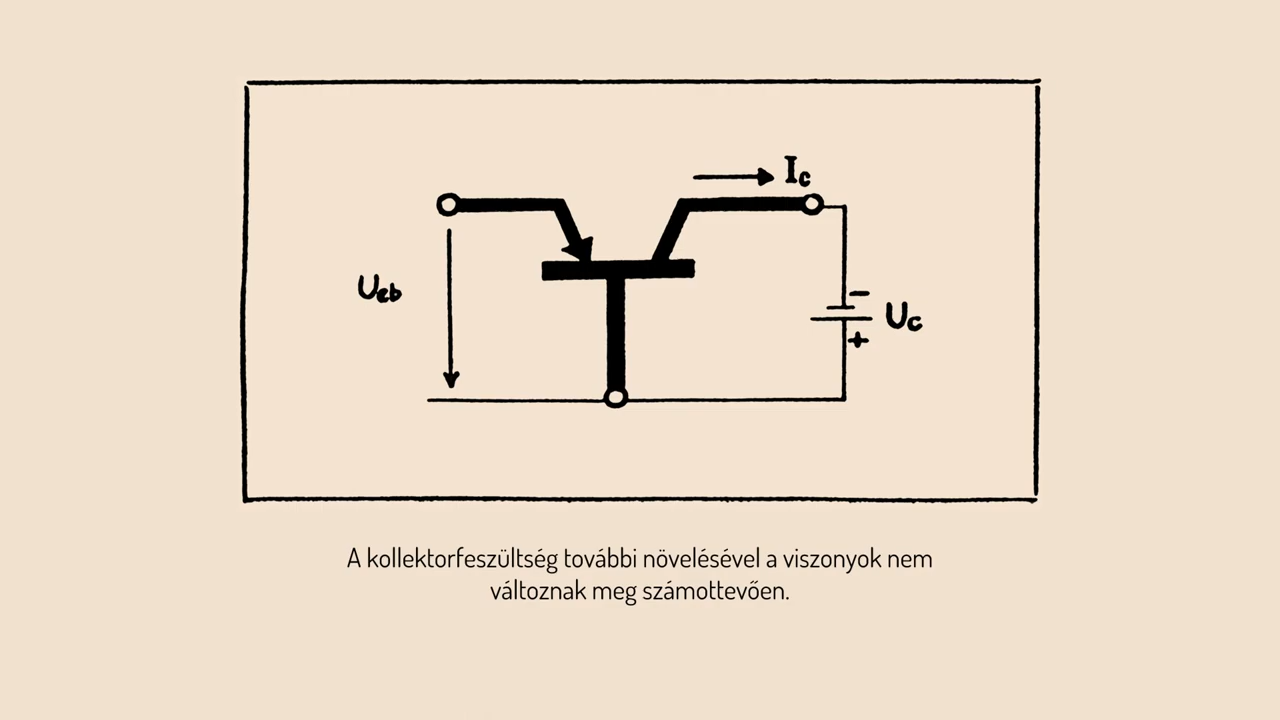 Ic
Ueb
−
Uc
+
A kollektorfeszültség további növelésével a viszonyok nem
változnak meg számottevően.